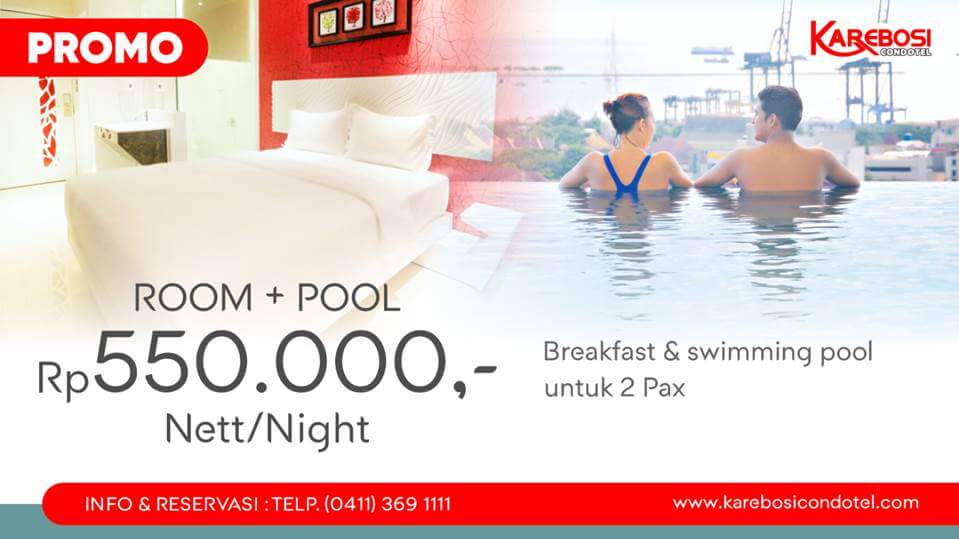 PROMO
KAREBOSI
CONDOTEL
ROOM + POOL
Rp550.000,-
Nett/Night
Breakfast & swimming pool
untuk 2 Pax
INFO & RESERVASI : TELP. (0411) 369 1111
www.karebosicondotel.com